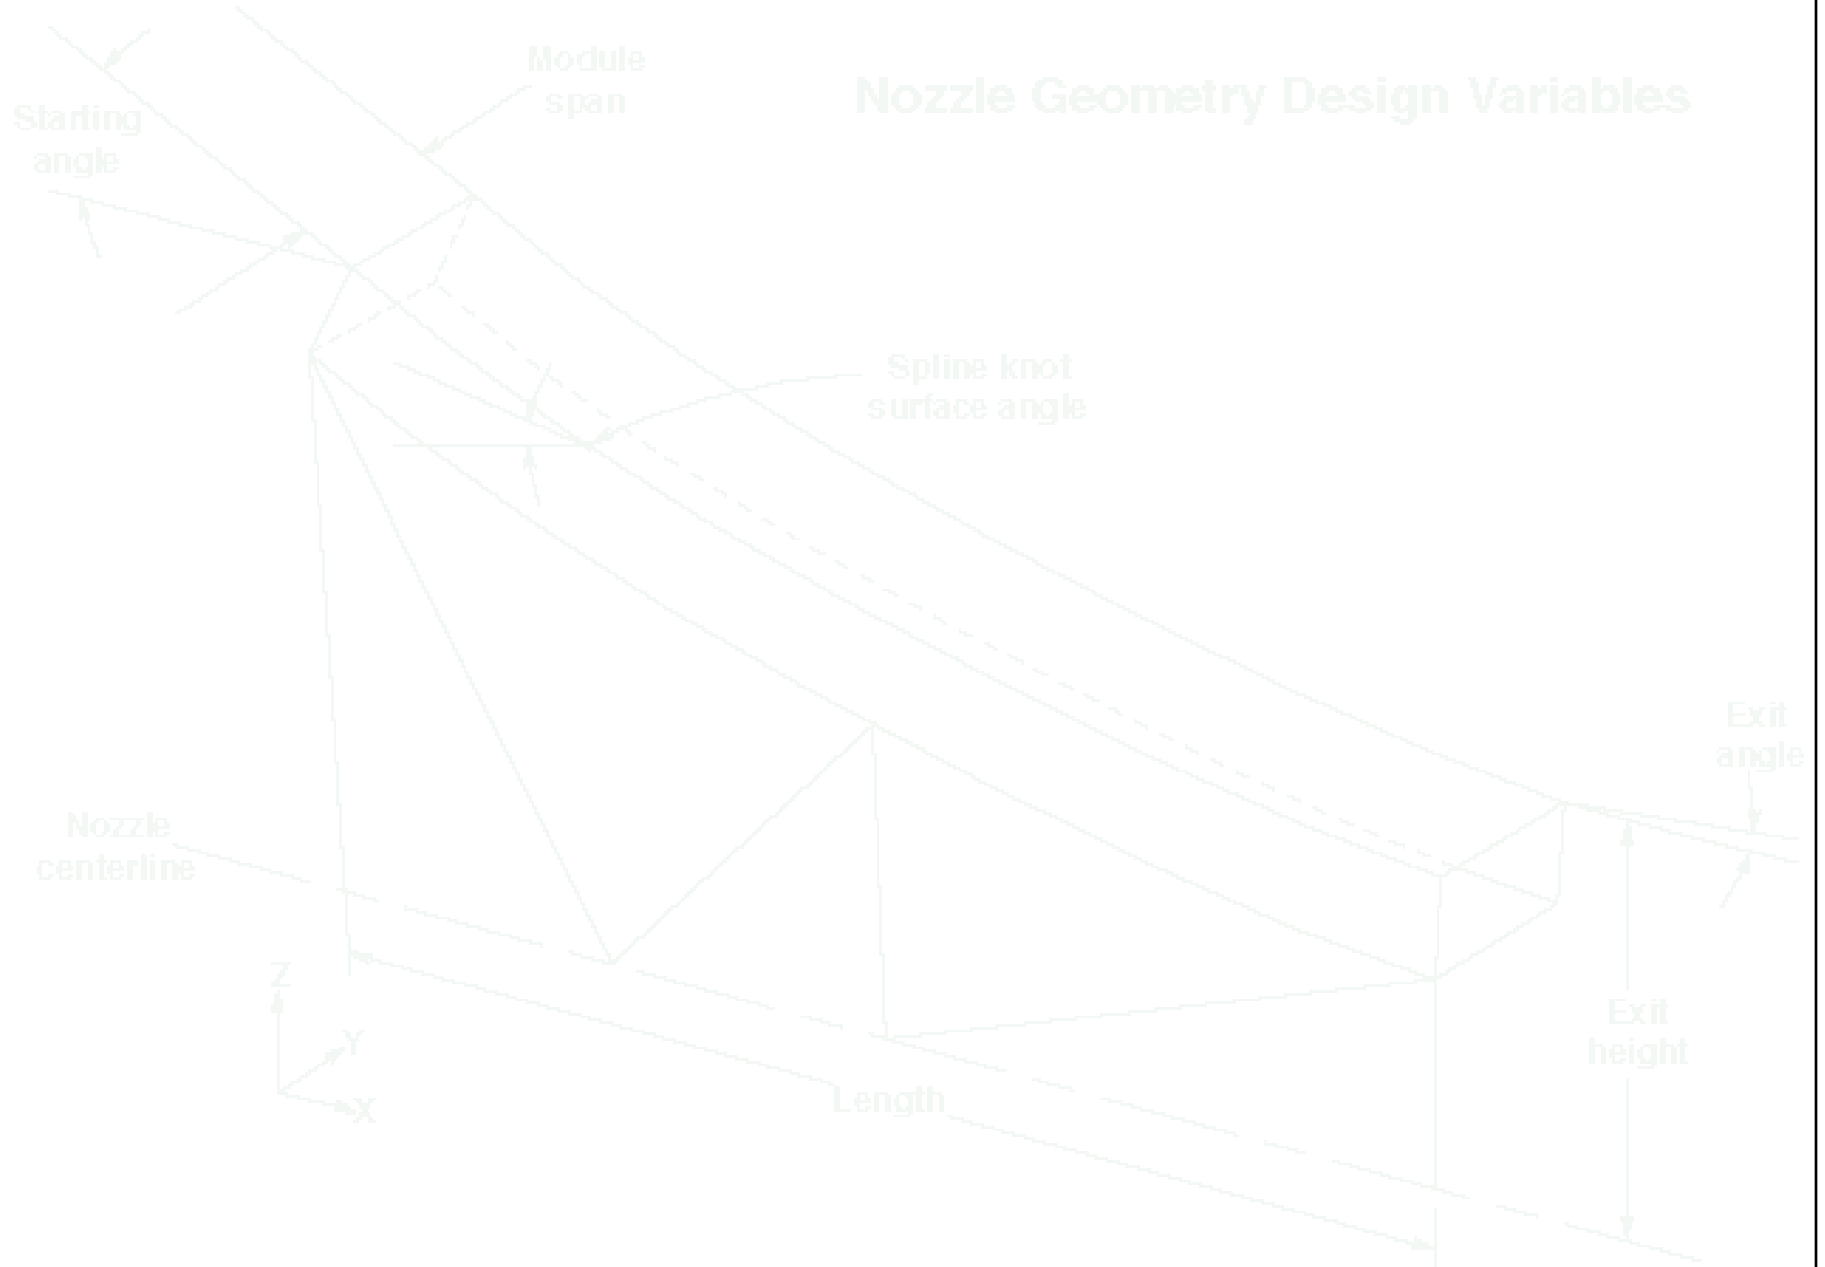 Nozzle Geometry Design Variables
Module
span
Starting
angle
Spline knot
surface angle
Exit
angle
Nozzle
centerline
Z
Y
X
Length
Exit
height